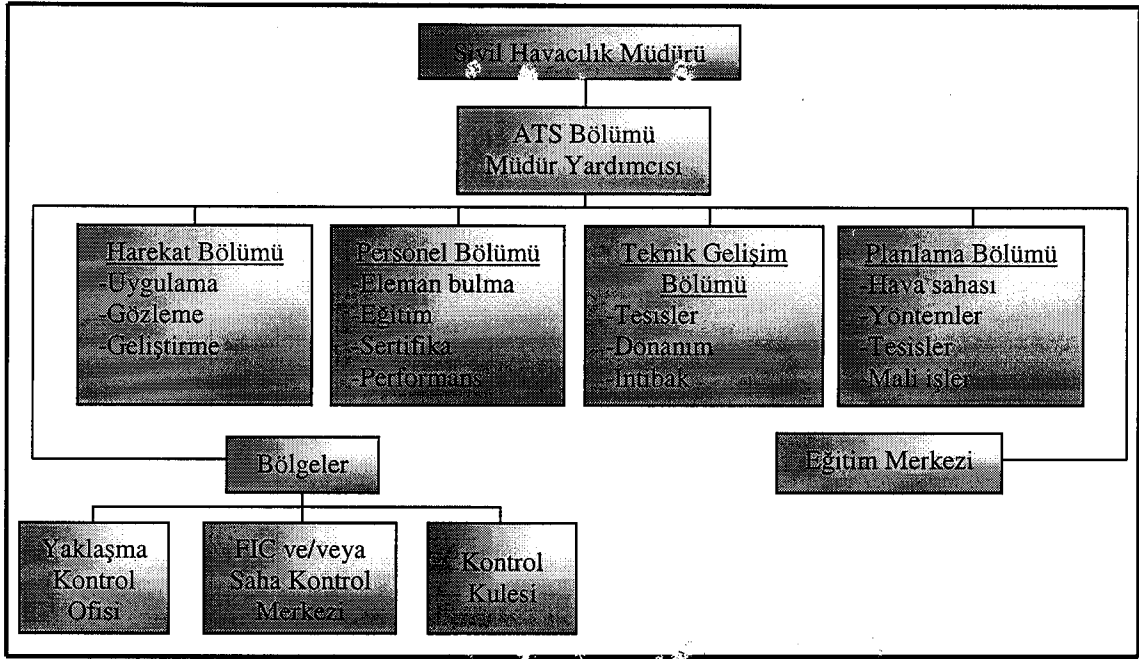 Sivil Havacılık Müdürü
ATS Bölümü
Müdür Yardımcısı
Harekat Bölümü
-Uygulama
-Gözleme
-Geliştirme
Personel Bölümü
-Eleman bulma
-Eğitim
-Sertifika
-Performans
Teknik Gelişim
Bölümü
-Tesisler
-Donanım
-İntibak
Planlama Bölümü
-Hava sahası
-Yöntemler
-Tesisler
-Mali işler
Bölgeler
Eğitim Merkezi
Yaklaşma
Kontrol
Ofisi
FIC ve/veya
Saha Kontrol
Merkezi
Kontrol
Kulesi